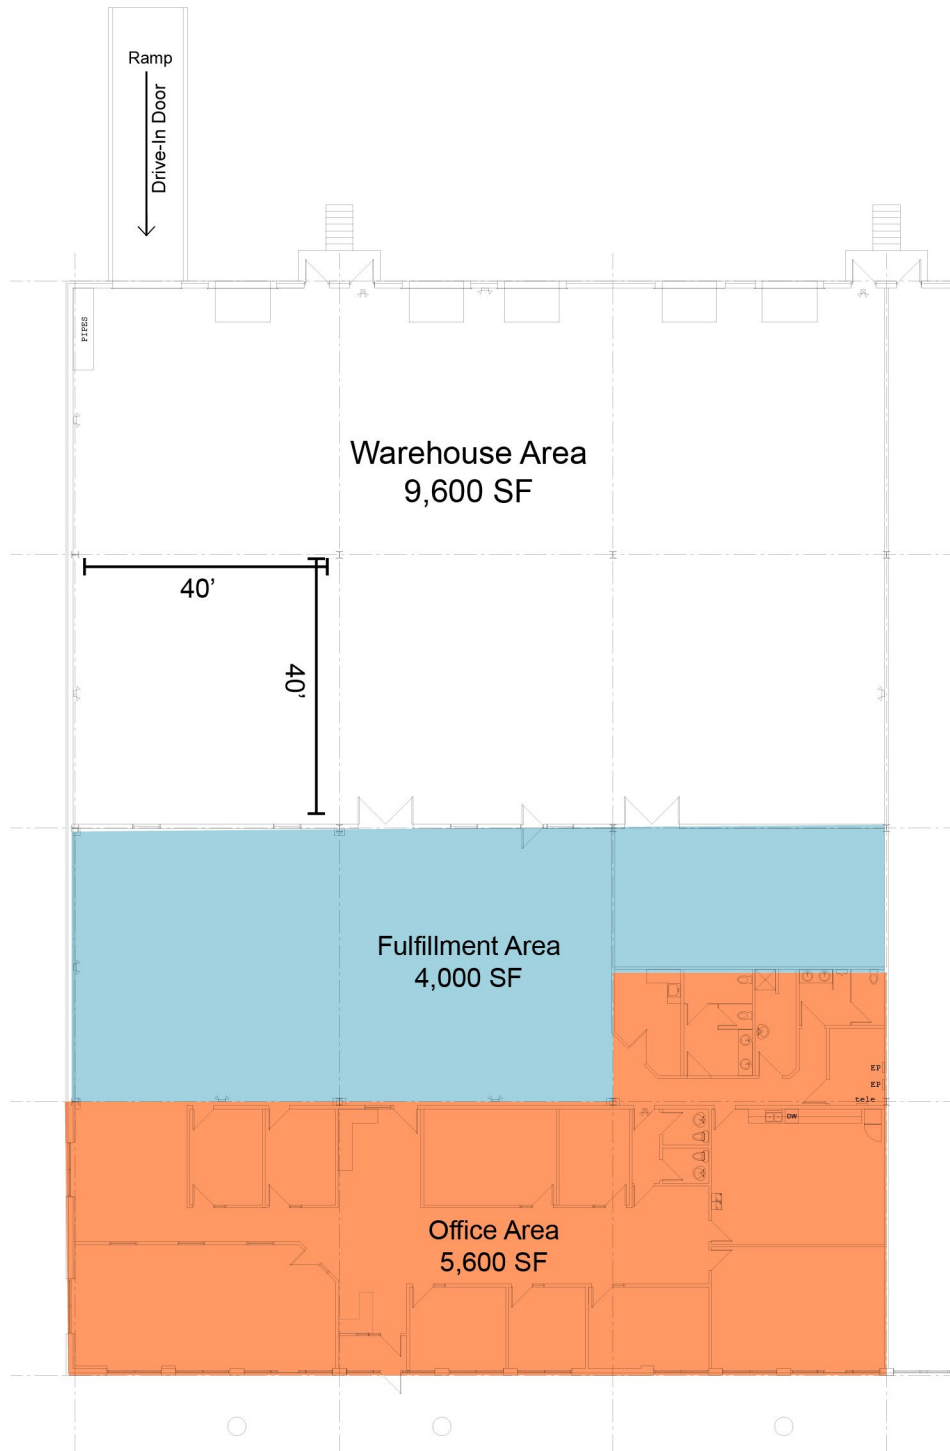 Ramp
Drive-In Door
PIPES
Warehouse Area
9,600 SF
40’
40’
Fulfillment Area
4,000 SF
EP
EP
tele
DW
Office Area
5,600 SF